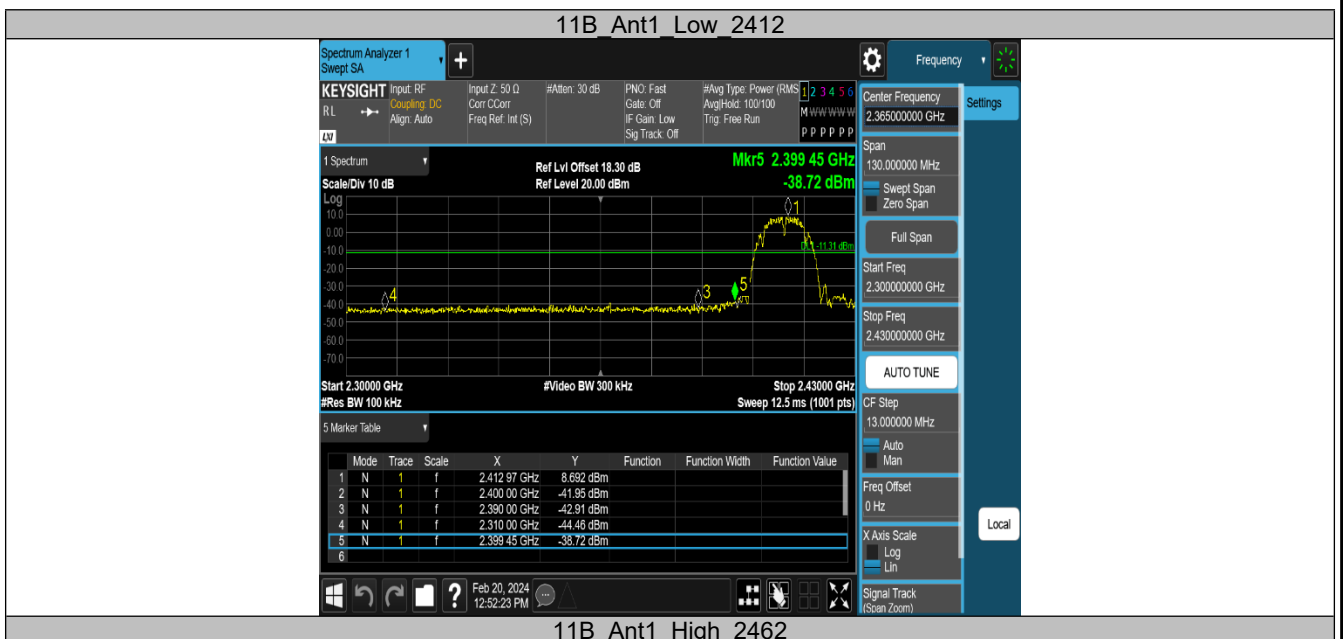 11B_Ant1_Low_2412
Spectrum Analyzer 1
Swept SA
+
Frequency
KEYSIGHT
RL
LXI
Input: RF
Coupling: DC
Align: Auto
Input Z: 50 Ω
Corr CCorr
Freq Ref: Int (S)
#Atten: 30 dB
PNO: Fast
Gate: Off
IF Gain: Low
Sig Track: Off
#Avg Type: Power (RMS
Avg|Hold: 100/100
Trig: Free Run
1 2 3 4 5 6
M W W W W W
P P P P P P
1 Spectrum
Scale/Div 10 dB
Ref Lvl Offset 18.30 dB
Ref Level 20.00 dBm
Mkr5 2.399 45 GHz
-38.72 dBm
Log
10.0
0.00
-10.0
-20.0
-30.0
-40.0
-50.0
-60.0
-70.0
1
DL1 -11.31 dBm
4
3
5
Start 2.30000 GHz
#Video BW 300 kHz
Stop 2.43000 GHz
#Res BW 100 kHz
Sweep 12.5 ms (1001 pts)
5 Marker Table
Mode Trace Scale X Y Function Function Width Function Value
1 N 1 f 2.412 97 GHz 8.692 dBm
2 N 1 f 2.400 00 GHz -41.95 dBm
3 N 1 f 2.390 00 GHz -42.91 dBm
4 N 1 f 2.310 00 GHz -44.46 dBm
5 N 1 f 2.399 45 GHz -38.72 dBm
6
Center Frequency
2.365000000 GHz
Settings
Span
130.000000 MHz
Swept Span
Zero Span
Full Span
Start Freq
2.300000000 GHz
Stop Freq
2.430000000 GHz
AUTO TUNE
CF Step
13.000000 MHz
Auto
Man
Freq Offset
0 Hz
X Axis Scale
Log
Lin
Local
Signal Track
(Span Zoom)
?
Feb 20, 2024
12:52:23 PM
11B_Ant1_High_2462